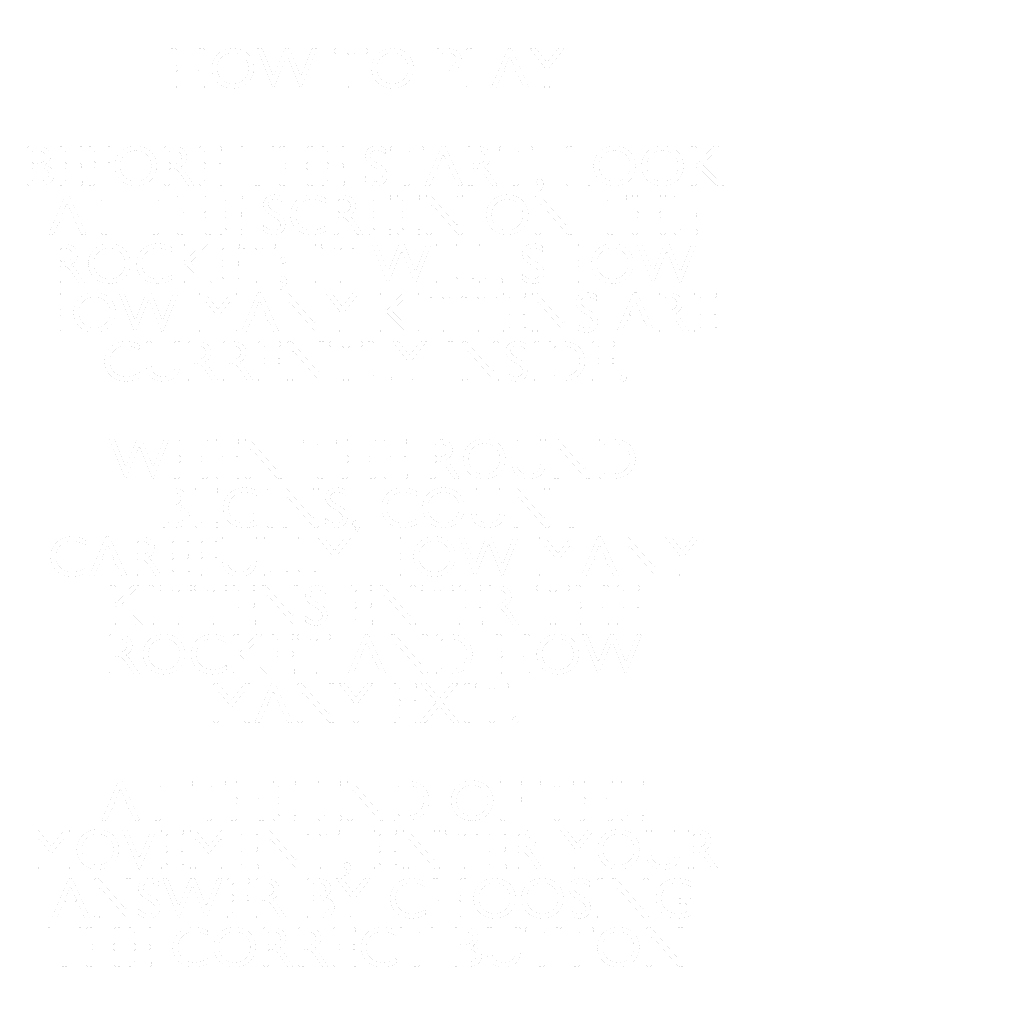 HOW TO PLAY
BEFORE THE START, LOOK
AT THE SCREEN ON THE
ROCKET. IT WILL SHOW
HOW MANY KITTENS ARE
CURRENTLY INSIDE.
WHEN THE ROUND
BEGINS, COUNT
CAREFULLY HOW MANY
KITTENS ENTER THE
ROCKET AND HOW
MANY EXIT.
AT THE END OF THE
MOVEMENT, ENTER YOUR
ANSWER BY CHOOSING
THE CORRECT BUTTON